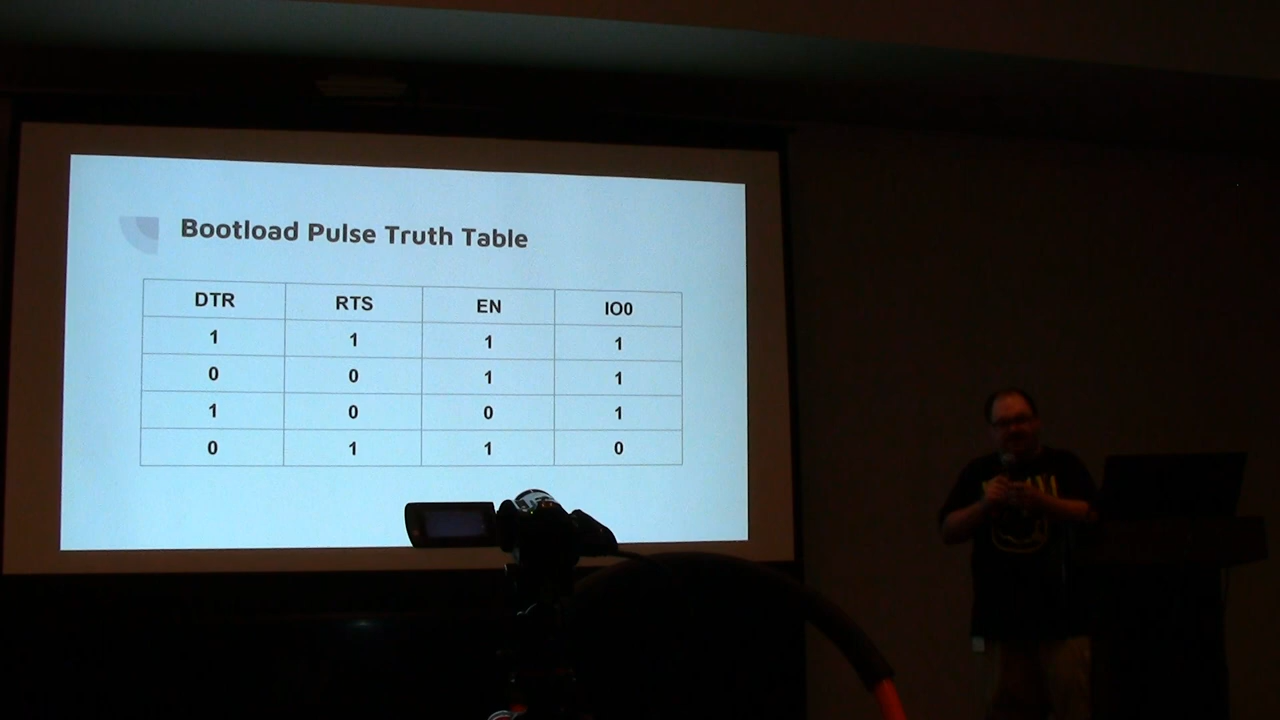 Bootload Pulse Truth Table
DTR RTS EN IO0
1 1 1 1
0 0 1 1
1 0 0 1
0 1 1 0